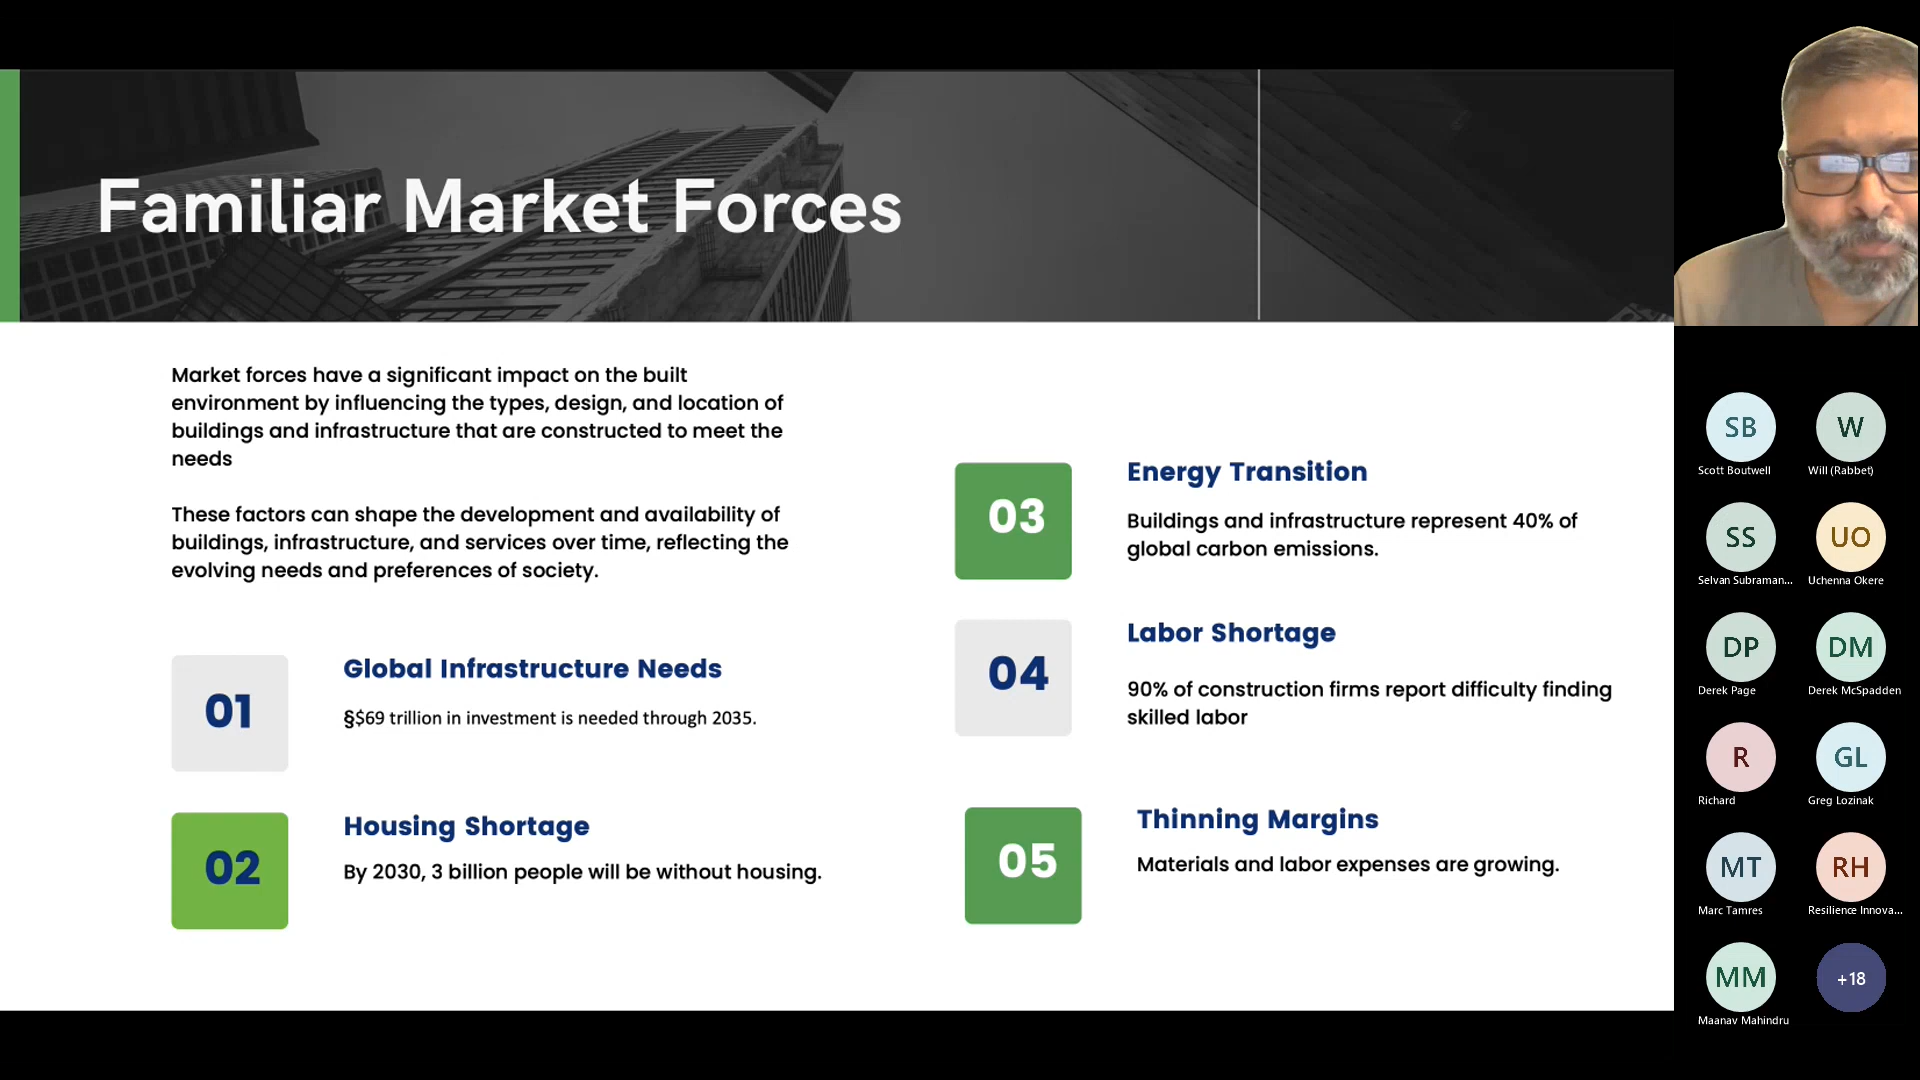 Familiar Market Forces
Market forces have a significant impact on the built
environment by influencing the types, design, and location of
buildings and infrastructure that are constructed to meet the
needs
These factors can shape the development and availability of
buildings, infrastructure, and services over time, reflecting the
evolving needs and preferences of society.
01
Global Infrastructure Needs
§$69 trillion in investment is needed through 2035.
02
Housing Shortage
By 2030, 3 billion people will be without housing.
03
Energy Transition
Buildings and infrastructure represent 40% of
global carbon emissions.
04
Labor Shortage
90% of construction firms report difficulty finding
skilled labor
05
Thinning Margins
Materials and labor expenses are growing.
SB
Scott Boutwell
W
Will (Rabbet)
SS
Selvan Subraman...
UO
Uchenna Okere
DP
Derek Page
DM
Derek McSpadden
R
Richard
GL
Greg Lozinak
MT
Marc Tamres
RH
Resilience Innova...
MM
Maanav Mahindru
+18